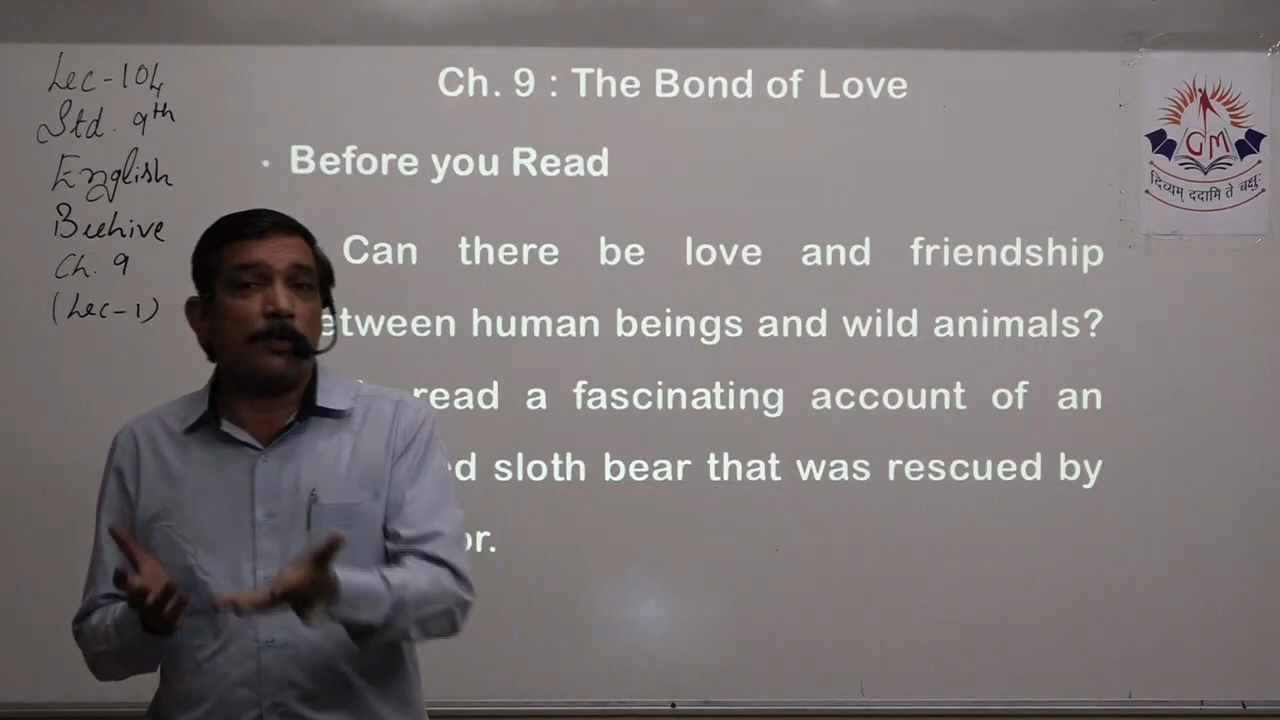 Lec-104
Std. 9th
English
Beehive
Ch. 9
(Lec-1)
Ch. 9 : The Bond of Love
• Before you Read
Can there be love and friendship
etween human beings and wild animals?
read a fascinating account of an
ed sloth bear that was rescued by
or.
GM
दिव्यम् ददामि ते चक्षुः